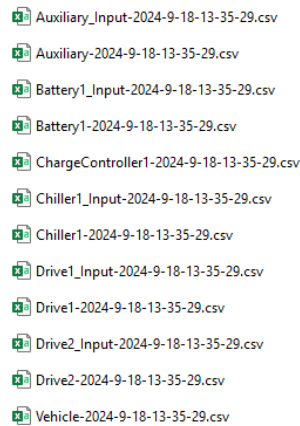 Auxiliary_Input-2024-9-18-13-35-29.csv
Auxiliary-2024-9-18-13-35-29.csv
Battery1_Input-2024-9-18-13-35-29.csv
Battery1-2024-9-18-13-35-29.csv
ChargeController1-2024-9-18-13-35-29.csv
Chiller1_Input-2024-9-18-13-35-29.csv
Chiller1-2024-9-18-13-35-29.csv
Drive1_Input-2024-9-18-13-35-29.csv
Drive1-2024-9-18-13-35-29.csv
Drive2_Input-2024-9-18-13-35-29.csv
Drive2-2024-9-18-13-35-29.csv
Vehicle-2024-9-18-13-35-29.csv